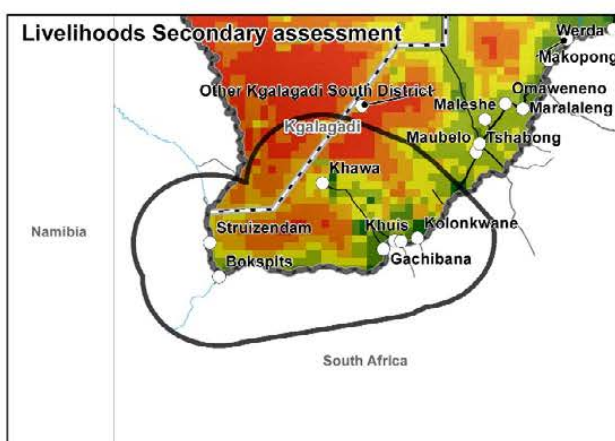 Livelihoods Secondary assessment
Werda
Makopong
Other Kgalagadi South District
Omaweneno
Maleshe
Maralaleng
Kgalagadi
Maubelo
Tshabong
Khawa
Khuis
Kolonkwane
Struizendam
Namibia
Gachibana
Bokspits
South Africa